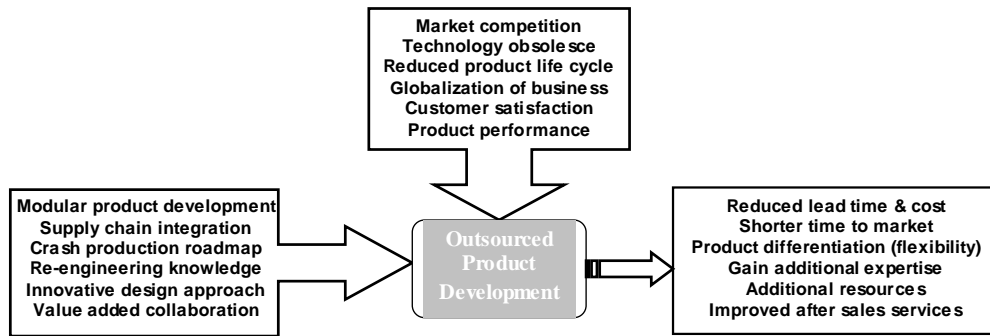 Market competition
Technology obsolesce
Reduced product life cycle
Globalization of business
Customer satisfaction
Product performance
Modular product development
Supply chain integration
Crash production roadmap
Re-engineering knowledge
Innovative design approach
Value added collaboration
Outsourced
Product
Development
Reduced lead time & cost
Shorter time to market
Product differentiation (flexibility)
Gain additional expertise
Additional resources
Improved after sales services